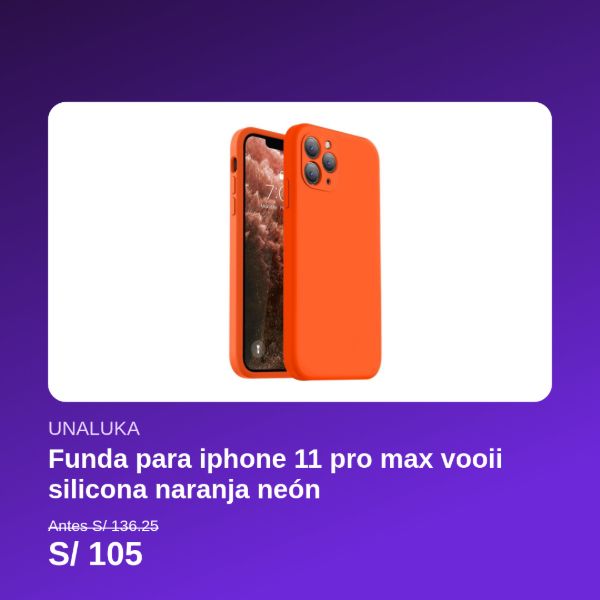 UNALUKA
Funda para iphone 11 pro max vooii
silicona naranja neón
Antes S/ 136.25
S/ 105